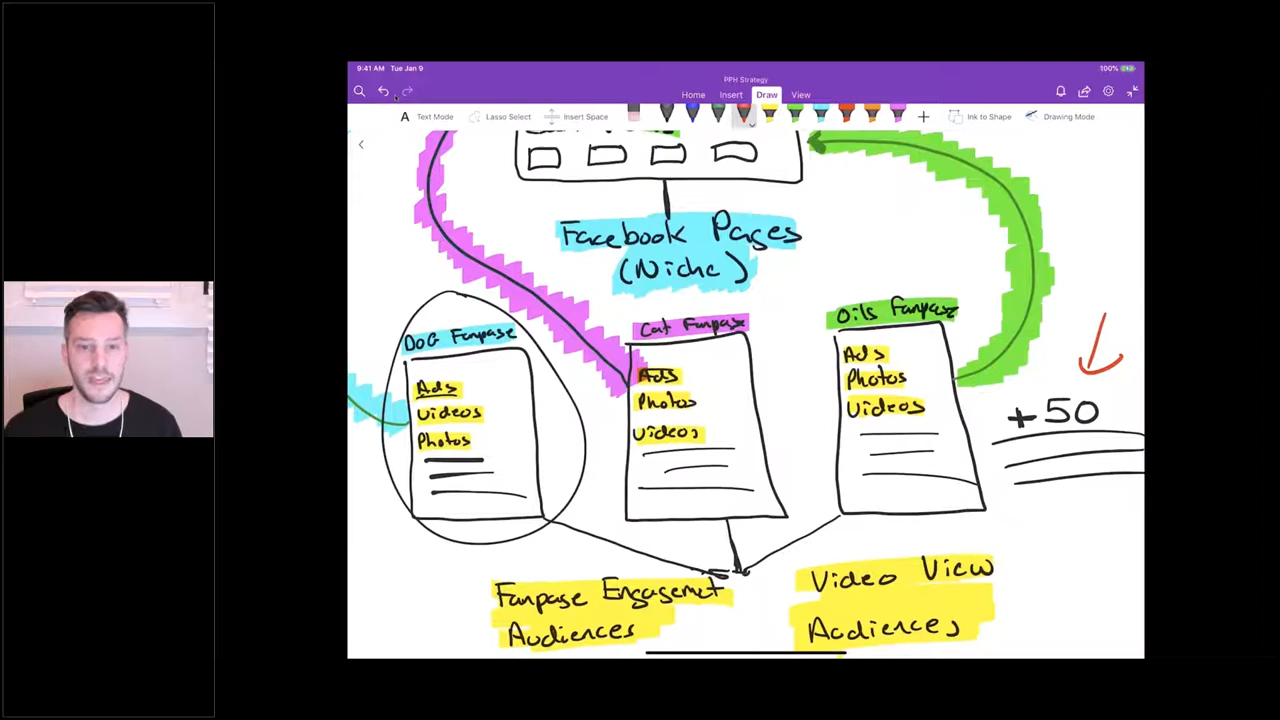 9:41 AM Tue Jan 9
100%
PPH Strategy
Home Insert Draw View
A Text Mode Lasso Select Insert Space Ink to Shape Drawing Mode
Facebook Pages
(Niche)
DoG Fanpage
Ads
Videos
Photos
Cat Fanpage
Ads
Photos
Videos
Oils Fanpage
Ads
Photos
Videos
+50
Fanpage Engagemet
Audiences
Video View
Audiences